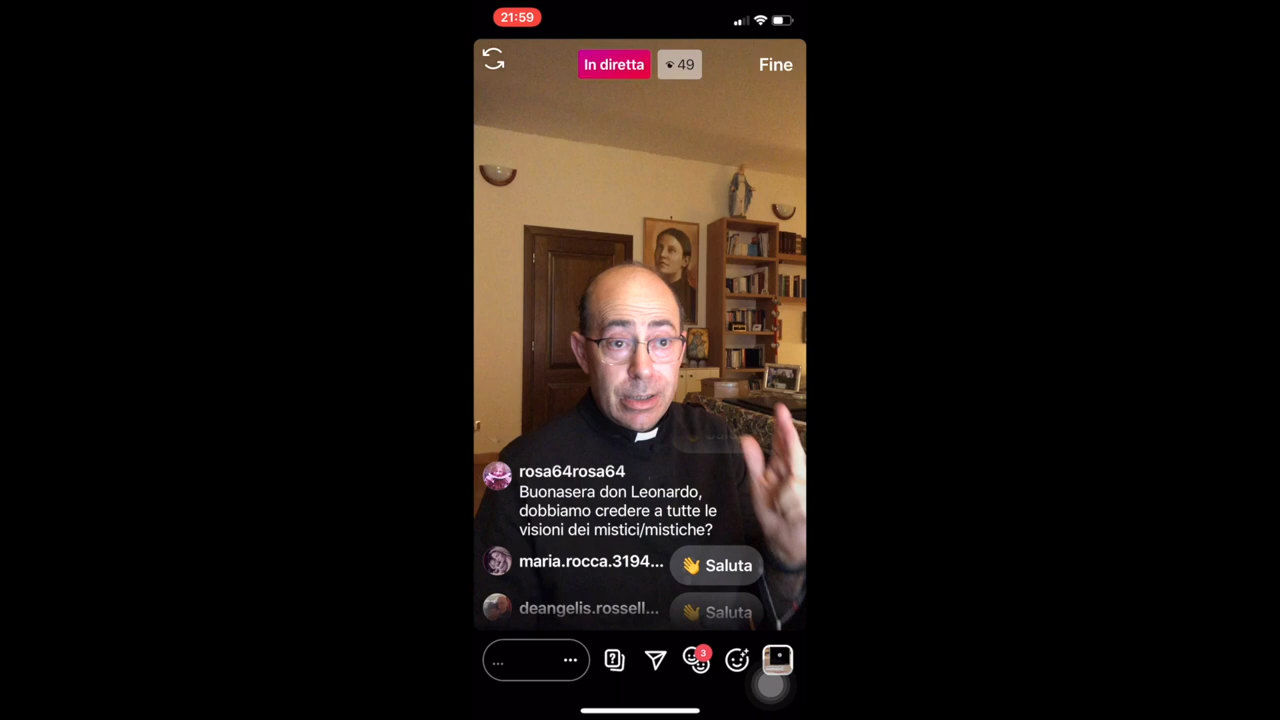 21:59
In diretta
49
Fine
rosa64rosa64
Buonasera don Leonardo,
dobbiamo credere a tutte le
visioni dei mistici/mistiche?
maria.rocca.3194...
Saluta
deangelis.rossell...
Saluta
...
3